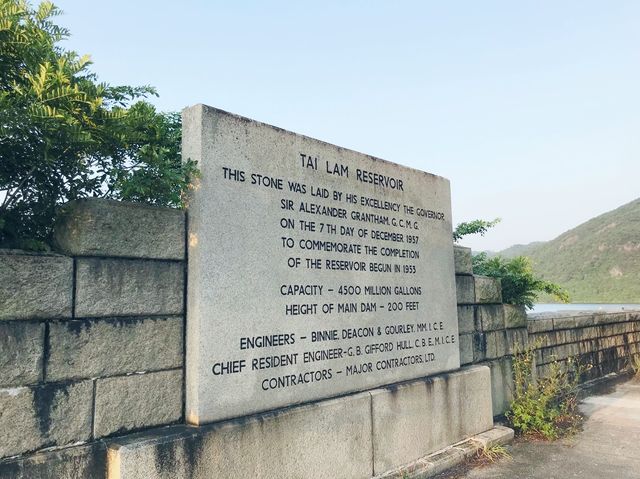 TAI LAM RESERVOIR
THIS STONE WAS LAID BY HIS EXCELLENCY THE GOVERNOR
SIR ALEXANDER GRANTHAM, G.C.M.G.
ON THE 7TH DAY OF DECEMBER 1957
TO COMMEMORATE THE COMPLETION
OF THE RESERVOIR BEGUN IN 1953
CAPACITY – 4500 MILLION GALLONS
HEIGHT OF MAIN DAM – 200 FEET
ENGINEERS – BINNIE, DEACON & GOURLEY, MM.I.C.E.
CHIEF RESIDENT ENGINEER-G.B. GIFFORD HULL, C.B.E, M.I.C.E
CONTRACTORS – MAJOR CONTRACTORS, LTD.